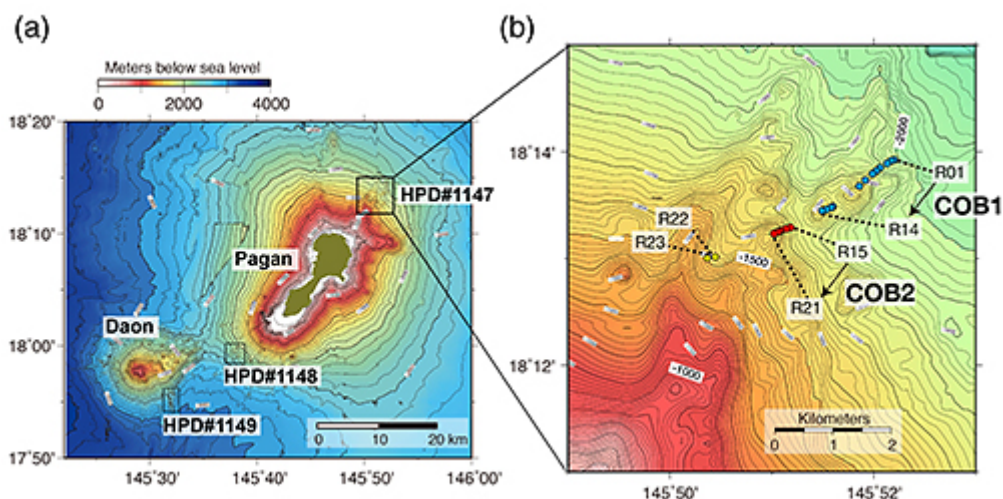 (a)
Meters below sea level
0 2000 4000
18˚20'
18˚10'
18˚00'
17˚50'
145˚30' 145˚40' 145˚50' 146˚00'
HPD#1147
Pagan
Daon
HPD#1148
HPD#1149
0 10 20 km
(b)
18˚14'
18˚12'
145˚50' 145˚52'
-2000
R01
COB1
R14
R22
R23
R15
-1500
COB2
R21
-1000
Kilometers
0 1 2